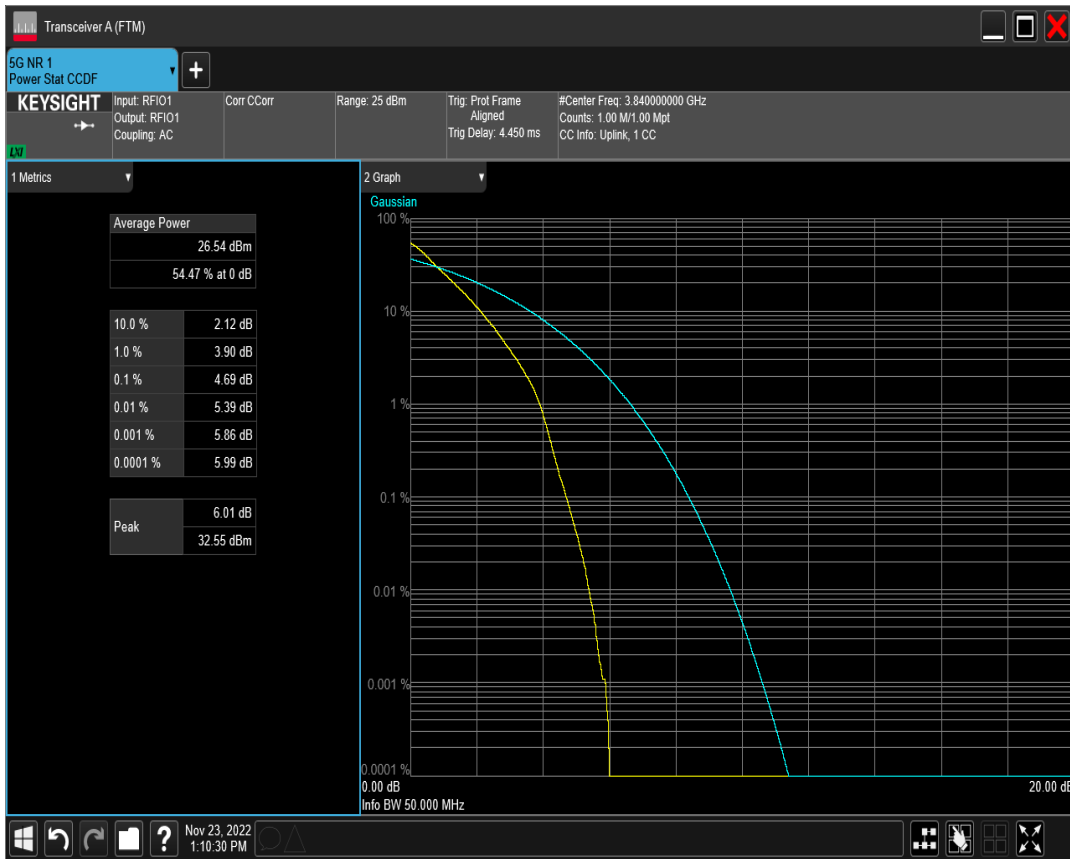 Transceiver A (FTM)
5G NR 1
Power Stat CCDF
+
KEYSIGHT
LXI
Input: RFIO1
Output: RFIO1
Coupling: AC
Corr CCorr
Range: 25 dBm
Trig: Prot Frame
Aligned
Trig Delay: 4.450 ms
#Center Freq: 3.840000000 GHz
Counts: 1.00 M/1.00 Mpt
CC Info: Uplink, 1 CC
1 Metrics
Average Power
26.54 dBm
54.47 % at 0 dB
10.0 % 2.12 dB
1.0 % 3.90 dB
0.1 % 4.69 dB
0.01 % 5.39 dB
0.001 % 5.86 dB
0.0001 % 5.99 dB
Peak
6.01 dB
32.55 dBm
2 Graph
Gaussian
100 %
10 %
1 %
0.1 %
0.01 %
0.001 %
0.0001 %
0.00 dB 20.00 dB
Info BW 50.000 MHz
?
Nov 23, 2022
1:10:30 PM